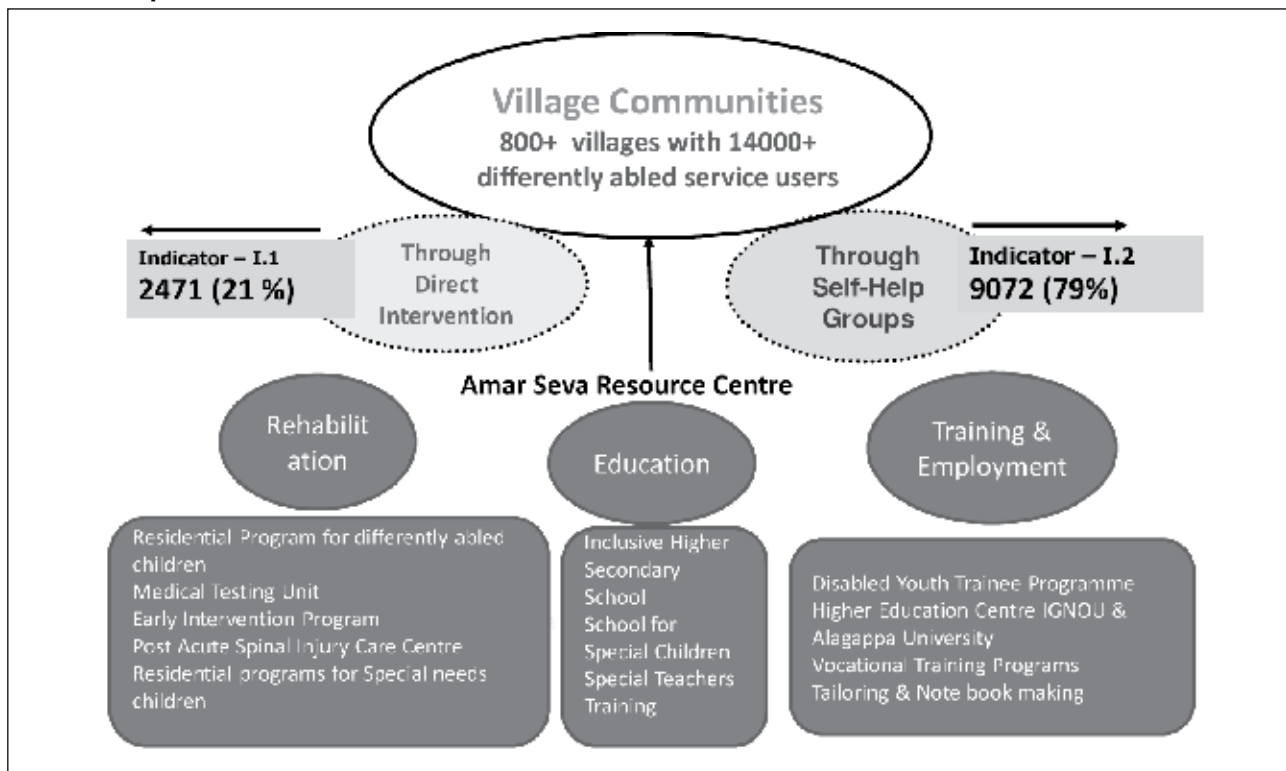 Village Communities
800+ villages with 14000+
differently abled service users
Indicator – I.1
2471 (21 %)
Through
Direct
Intervention
Through
Self-Help
Groups
Indicator – I.2
9072 (79%)
Amar Seva Resource Centre
Rehabilit
ation
Education
Training &
Employment
Residential Program for differently abled
children
Medical Testing Unit
Early Intervention Program
Post Acute Spinal Injury Care Centre
Residential programs for Special needs
children
Inclusive Higher
Secondary
School
School for
Special Children
Special Teachers
Training
Disabled Youth Trainee Programme
Higher Education Centre IGNOU &
Alagappa University
Vocational Training Programs
Tailoring & Note book making